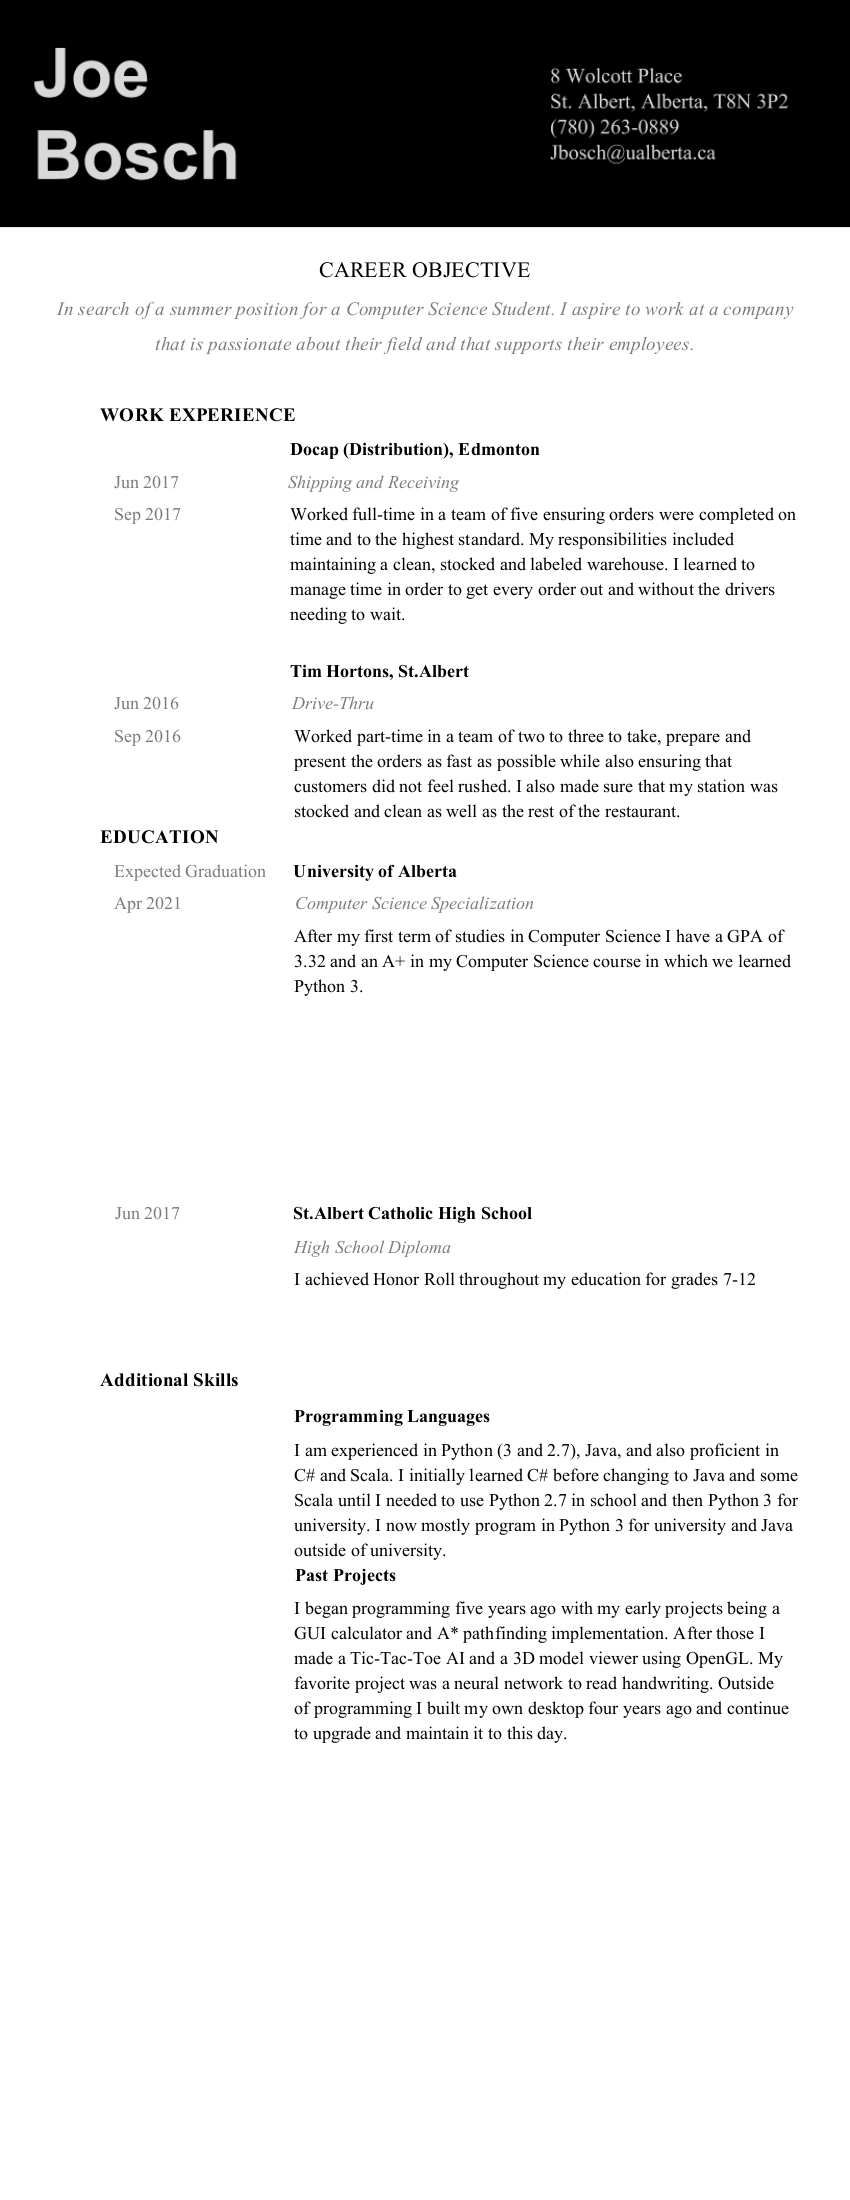 Joe
Bosch
8 Wolcott Place
St. Albert, Alberta, T8N 3P2
(780) 263-0889
Jbosch@ualberta.ca
CAREER OBJECTIVE
In search of a summer position for a Computer Science Student. I aspire to work at a company
that is passionate about their field and that supports their employees.
WORK EXPERIENCE
Docap (Distribution), Edmonton
Jun 2017 Shipping and Receiving
Sep 2017 Worked full-time in a team of five ensuring orders were completed on
time and to the highest standard. My responsibilities included
maintaining a clean, stocked and labeled warehouse. I learned to
manage time in order to get every order out and without the drivers
needing to wait.
Tim Hortons, St.Albert
Jun 2016 Drive-Thru
Sep 2016 Worked part-time in a team of two to three to take, prepare and
present the orders as fast as possible while also ensuring that
customers did not feel rushed. I also made sure that my station was
stocked and clean as well as the rest of the restaurant.
EDUCATION
Expected Graduation University of Alberta
Apr 2021 Computer Science Specialization
After my first term of studies in Computer Science I have a GPA of
3.32 and an A+ in my Computer Science course in which we learned
Python 3.
Jun 2017 St.Albert Catholic High School
High School Diploma
I achieved Honor Roll throughout my education for grades 7-12
Additional Skills
Programming Languages
I am experienced in Python (3 and 2.7), Java, and also proficient in
C# and Scala. I initially learned C# before changing to Java and some
Scala until I needed to use Python 2.7 in school and then Python 3 for
university. I now mostly program in Python 3 for university and Java
outside of university.
Past Projects
I began programming five years ago with my early projects being a
GUI calculator and A* pathfinding implementation. After those I
made a Tic-Tac-Toe AI and a 3D model viewer using OpenGL. My
favorite project was a neural network to read handwriting. Outside
of programming I built my own desktop four years ago and continue
to upgrade and maintain it to this day.